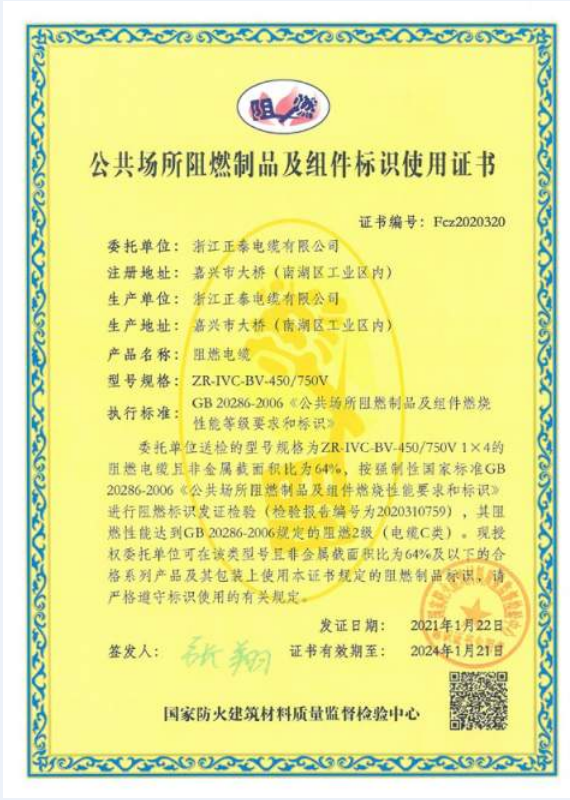 阻燃
公共场所阻燃制品及组件标识使用证书
证书编号：Fcz2020320
委托单位：浙江正泰电缆有限公司
注册地址：嘉兴市大桥（南湖区工业区内）
生产单位：浙江正泰电缆有限公司
生产地址：嘉兴市大桥（南湖区工业区内）
产品名称：阻燃电缆
型号规格：ZR-IVC-BV-450/750V
执行标准：GB 20286-2006《公共场所阻燃制品及组件燃烧
性能等级要求和标识》
委托单位送检的型号规格为ZR-IVC-BV-450/750V 1×4的
阻燃电缆且非金属截面积比为64%，按强制性国家标准GB
20286-2006《公共场所阻燃制品及组件燃烧性能要求和标识》
进行阻燃标识发证检验（检验报告编号为2020310759），其阻
燃性能达到GB 20286-2006规定的阻燃2级（电缆C类）。现授
权委托单位可在该类型号且非金属截面积比为64%及以下的合
格系列产品及其包装上使用本证书规定的阻燃制品标识，请
严格遵守标识使用的有关规定。
发证日期：2021年1月22日
签发人：
证书有效期至：2024年1月21日
国家防火建筑材料质量监督检验中心